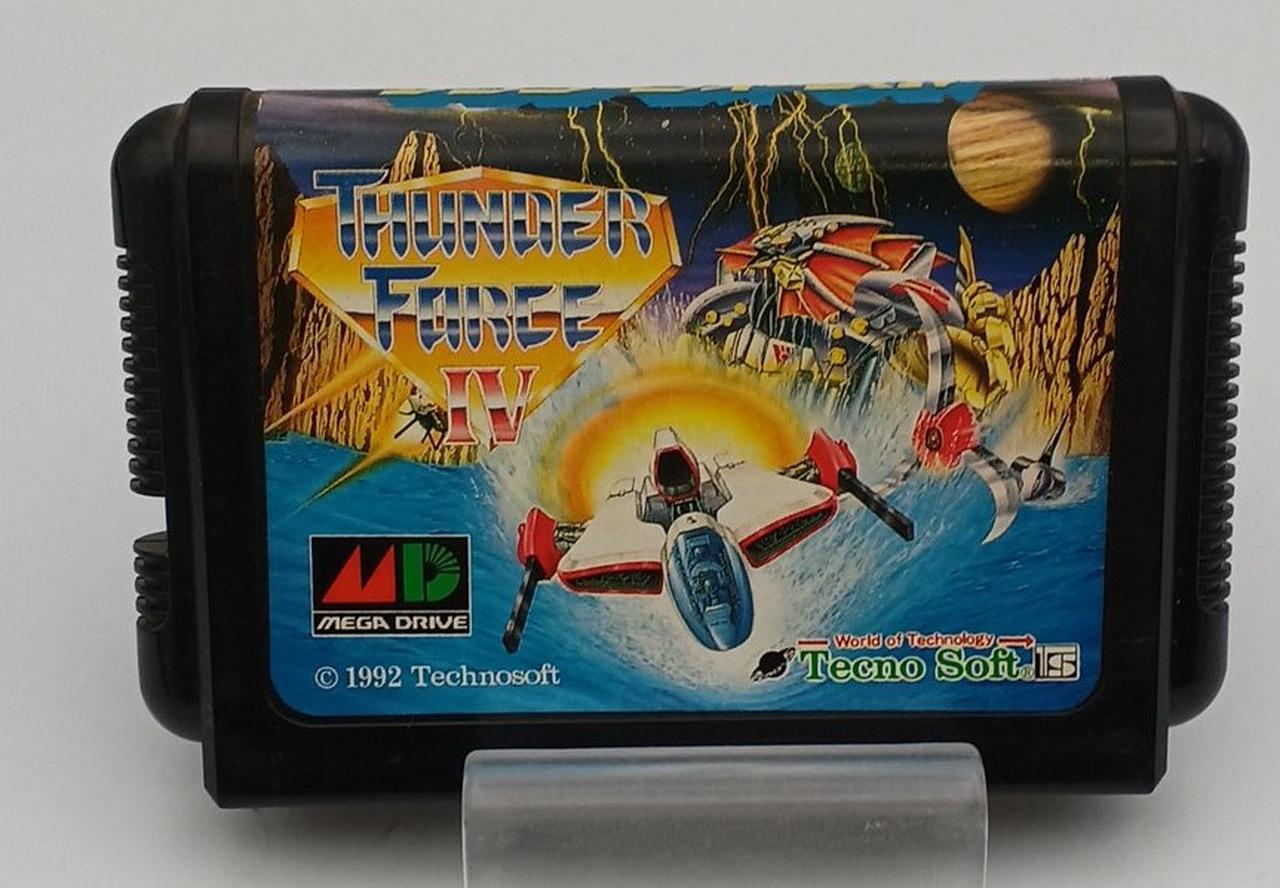 THUNDER
FORCE
IV
MD
MEGA DRIVE
© 1992 Technosoft
World of Technology
Tecno Soft®